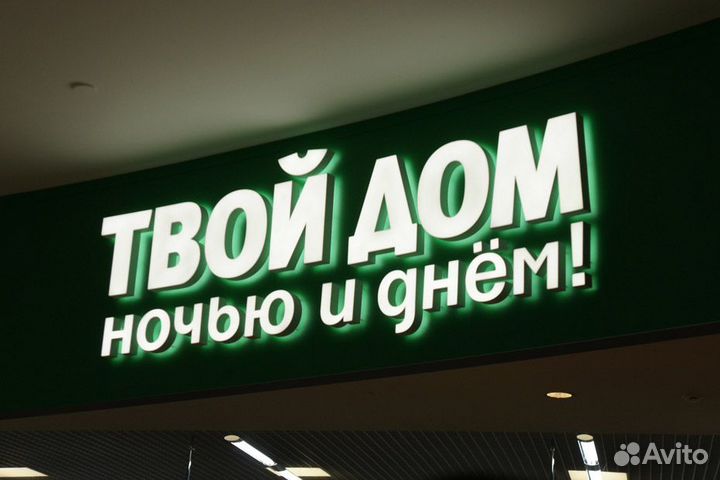 ТВОЙ ДОМ
ночью и днём!
Avito